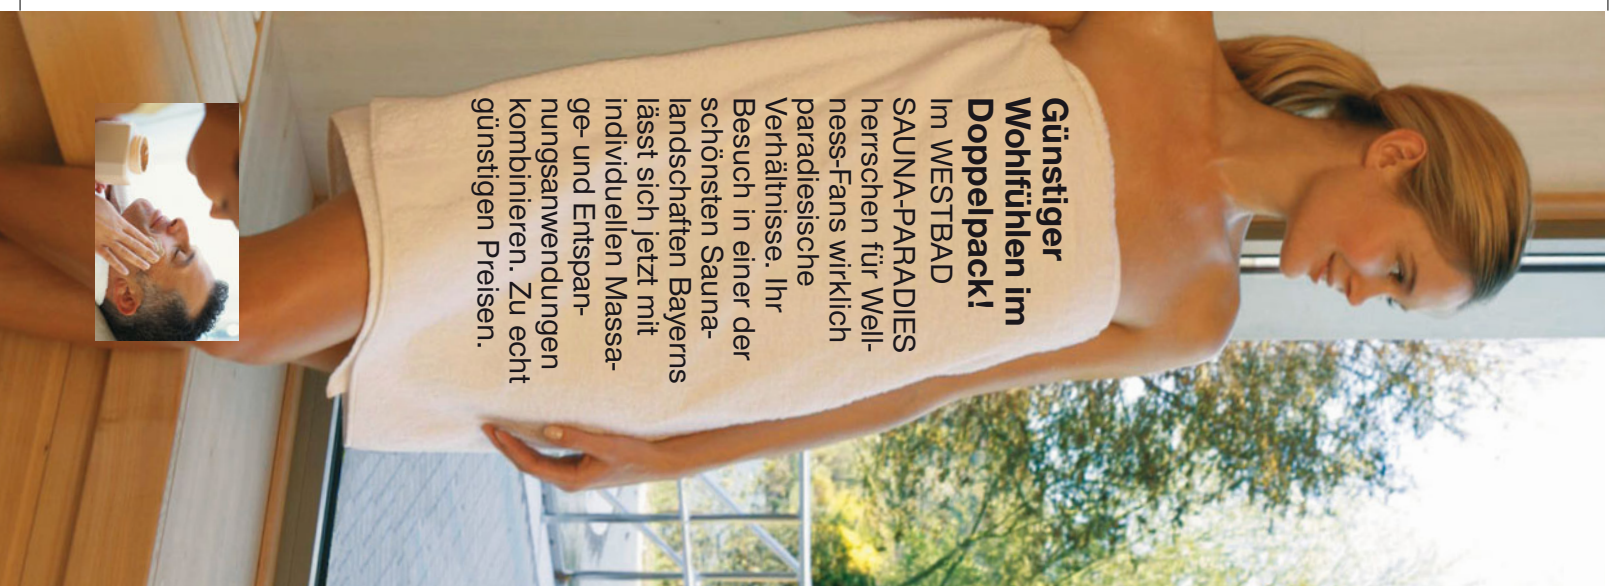 Günstiger
Wohlfühlen im
Doppelpack!
Im WESTBAD
SAUNA-PARADIES
herrschen für Well-
ness-Fans wirklich
paradiesische
Verhältnisse. Ihr
Besuch in einer der
schönsten Sauna-
landschaften Bayerns
lässt sich jetzt mit
individuellen Massa-
ge- und Entspan-
nungsanwendungen
kombinieren. Zu echt
günstigen Preisen.